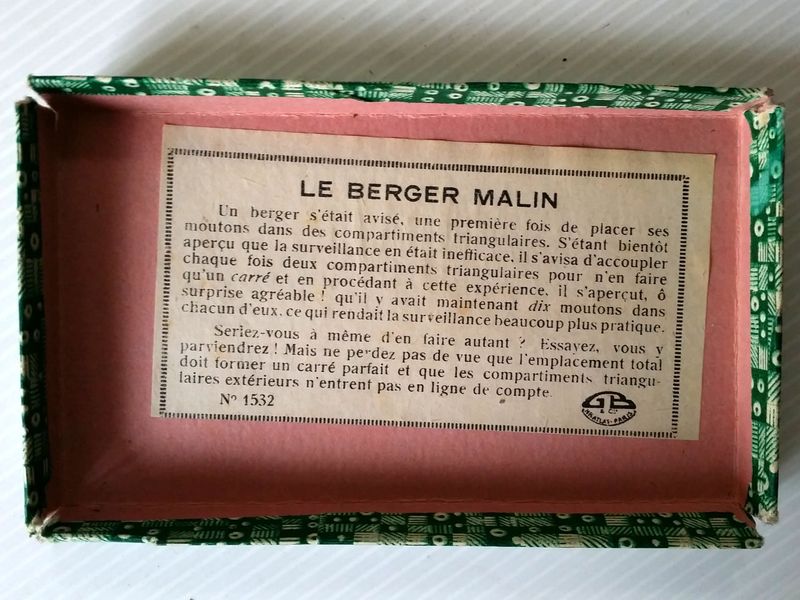 LE BERGER MALIN
Un berger s'était avisé, une première fois de placer ses
moutons dans des compartiments triangulaires. S'étant bientôt
aperçu que la surveillance en était inefficace, il s'avisa d'accoupler
chaque fois deux compartiments triangulaires pour n'en faire
qu'un carré et en procédant à cette expérience, il s'aperçut, ô
surprise agréable ! qu'il y avait maintenant dix moutons dans
chacun d'eux, ce qui rendait la surveillance beaucoup plus pratique.
Seriez-vous à même d'en faire autant ? Essayez, vous y
parviendrez ! Mais ne perdez pas de vue que l'emplacement total
doit former un carré parfait et que les compartiments triangu-
laires extérieurs n'entrent pas en ligne de compte.
Nº 1532
GB
& Cie
PARIS